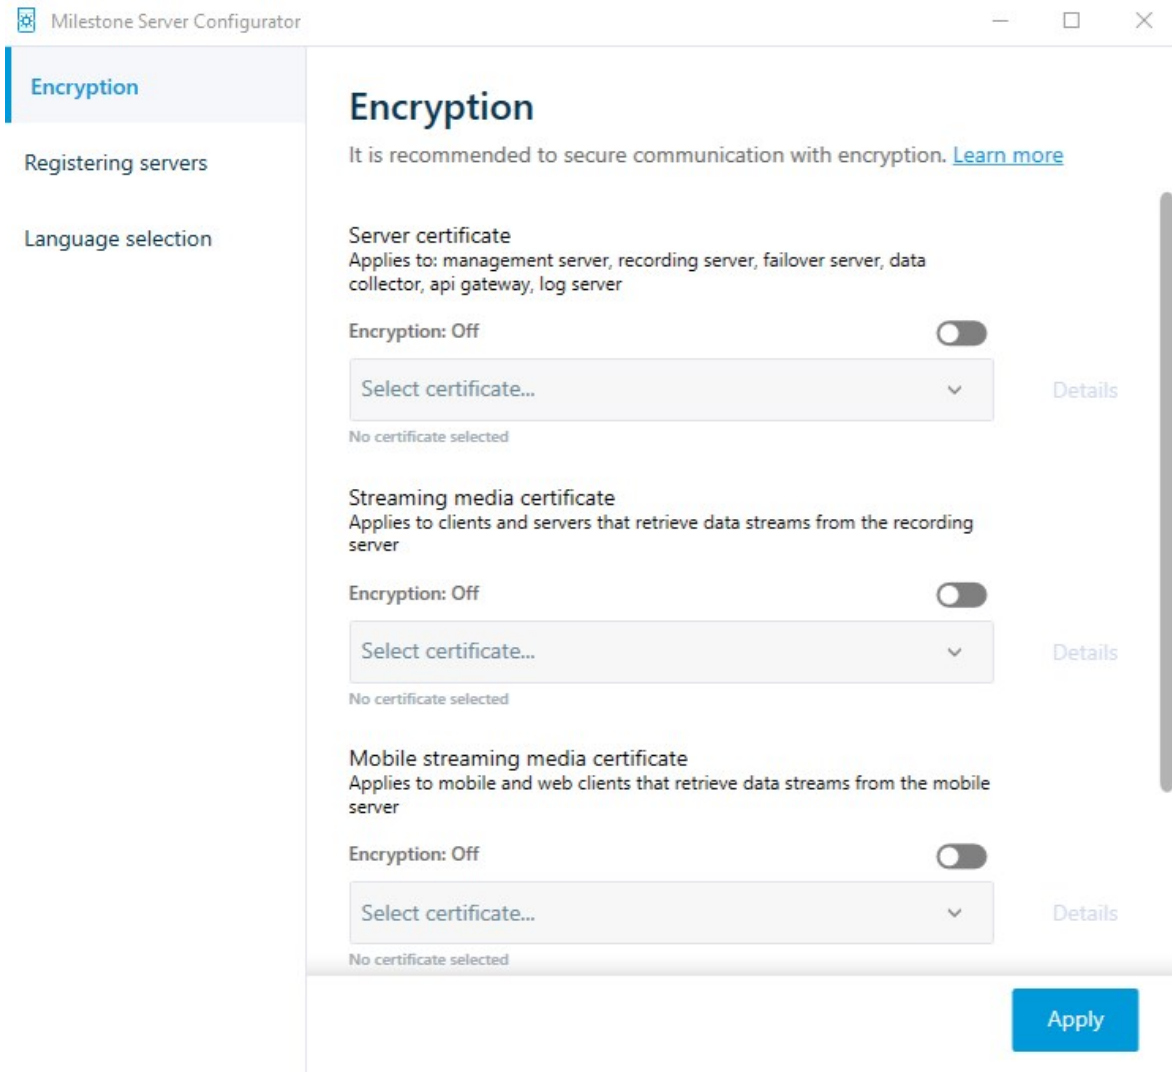 Milestone Server Configurator
Encryption
Registering servers
Language selection
Encryption
It is recommended to secure communication with encryption. Learn more
Server certificate
Applies to: management server, recording server, failover server, data
collector, api gateway, log server
Encryption: Off
Select certificate...
Details
No certificate selected
Streaming media certificate
Applies to clients and servers that retrieve data streams from the recording
server
Encryption: Off
Select certificate...
Details
No certificate selected
Mobile streaming media certificate
Applies to mobile and web clients that retrieve data streams from the mobile
server
Encryption: Off
Select certificate...
Details
No certificate selected
Apply